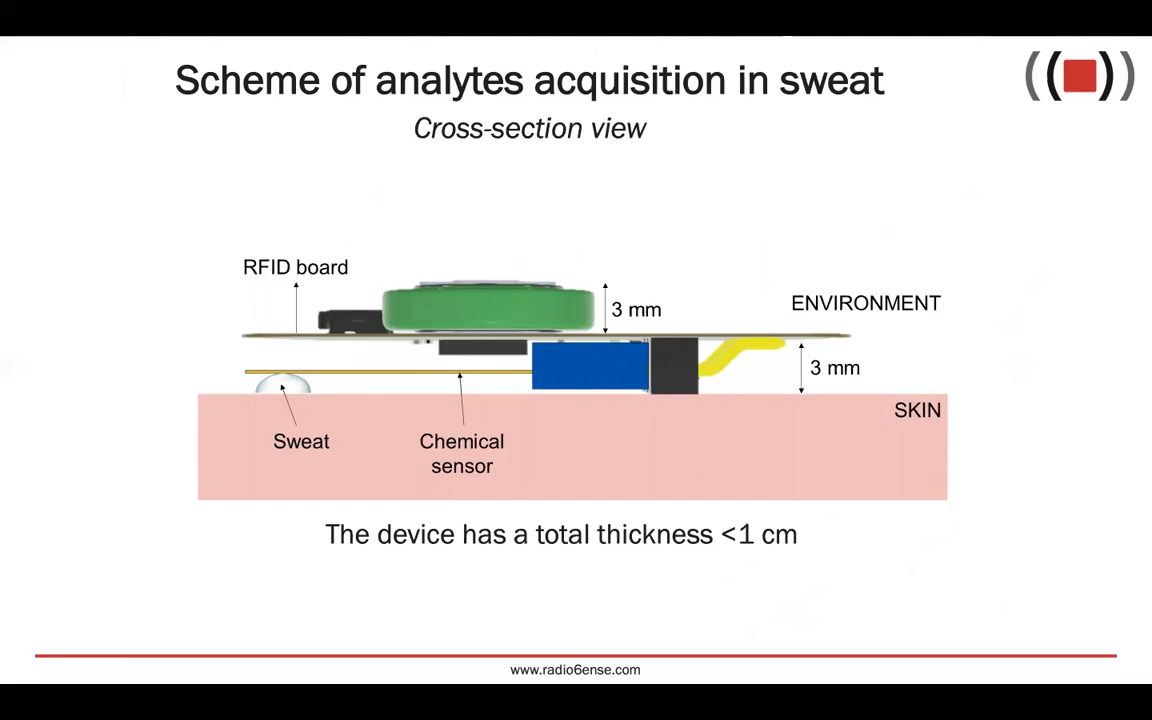 Scheme of analytes acquisition in sweat
Cross-section view
RFID board
3 mm
ENVIRONMENT
3 mm
SKIN
Sweat
Chemical
sensor
The device has a total thickness <1 cm
www.radio6ense.com